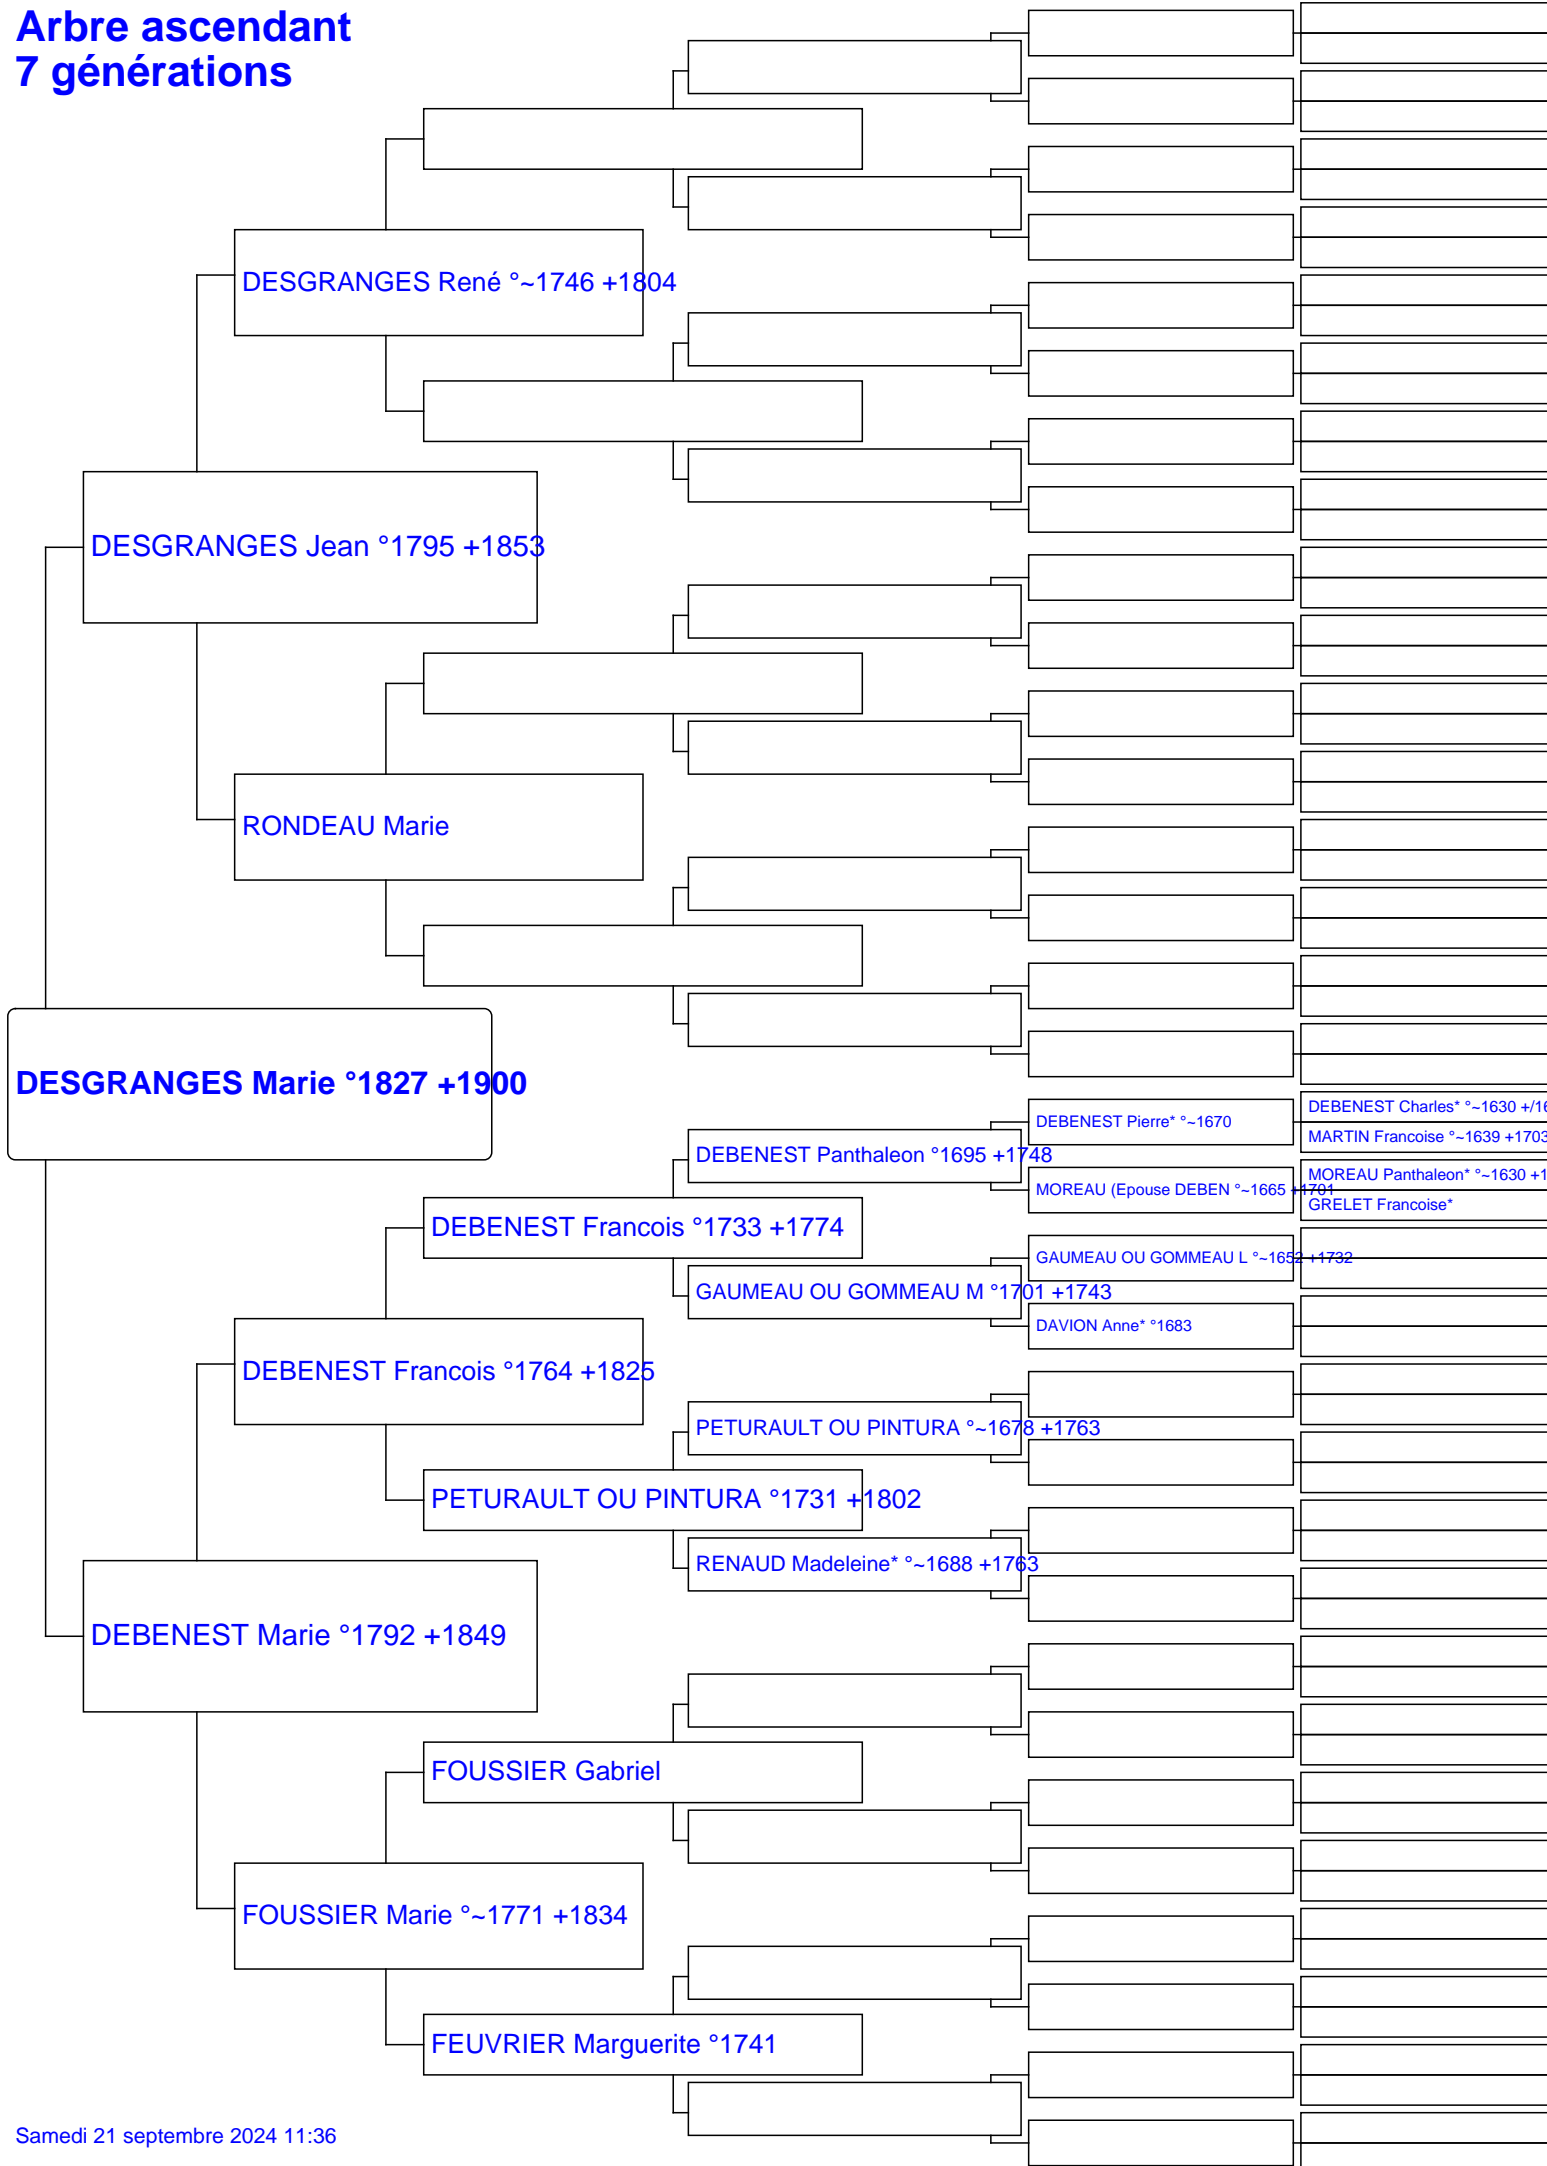 Arbre ascendant
7 générations
DESGRANGES René °~1746 +1804
DESGRANGES Jean °1795 +1853
RONDEAU Marie
DESGRANGES Marie °1827 +1900
DEBENEST Charles* °~1630 +/16
DEBENEST Pierre* °~1670
MARTIN Francoise °~1639 +1703
DEBENEST Panthaleon °1695 +1748
MOREAU Panthaleon* °~1630 +1
MOREAU (Epouse DEBEN °~1665 +1701
GRELET Francoise*
DEBENEST Francois °1733 +1774
GAUMEAU OU GOMMEAU L °~1652 +1732
GAUMEAU OU GOMMEAU M °1701 +1743
DAVION Anne* °1683
DEBENEST Francois °1764 +1825
PETURAULT OU PINTURA °~1678 +1763
PETURAULT OU PINTURA °1731 +1802
RENAUD Madeleine* °~1688 +1763
DEBENEST Marie °1792 +1849
FOUSSIER Gabriel
FOUSSIER Marie °~1771 +1834
FEUVRIER Marguerite °1741
Samedi 21 septembre 2024 11:36